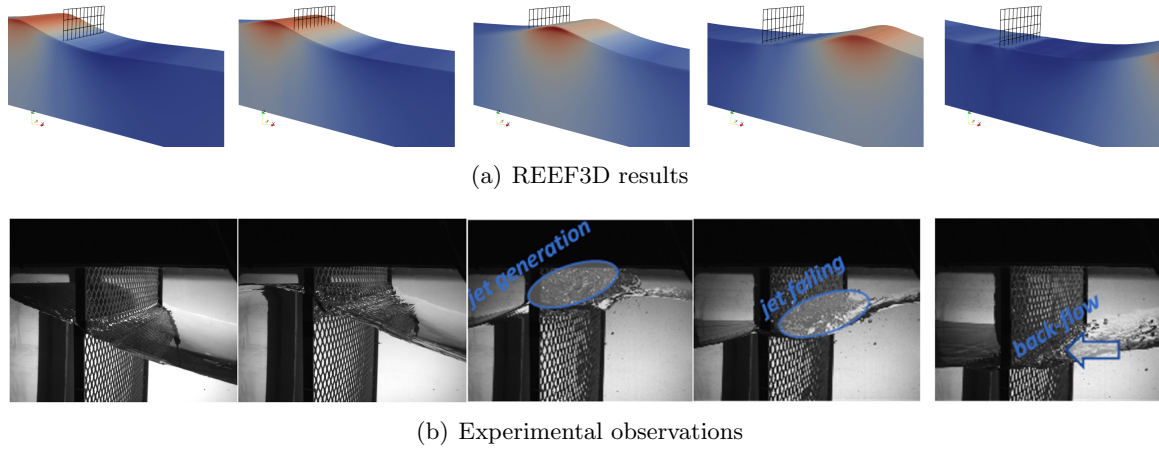 (a) REEF3D results
jet generation
jet falling
back-flow
(b) Experimental observations